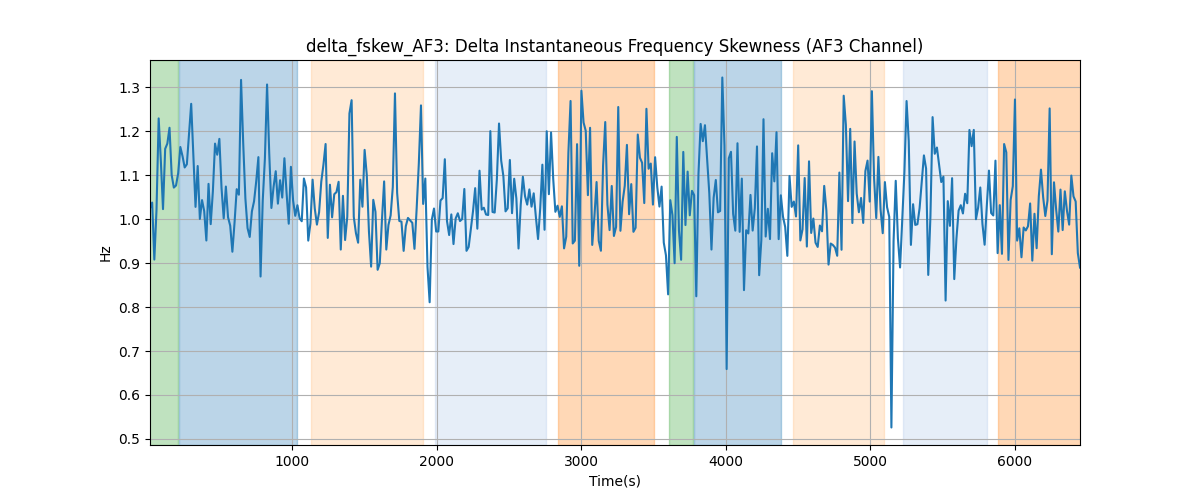 delta_fskew_AF3: Delta Instantaneous Frequency Skewness (AF3 Channel)
1.3
1.2
1.1
1.0
0.9
0.8
0.7
0.6
0.5
Hz
1000 2000 3000 4000 5000 6000
Time(s)